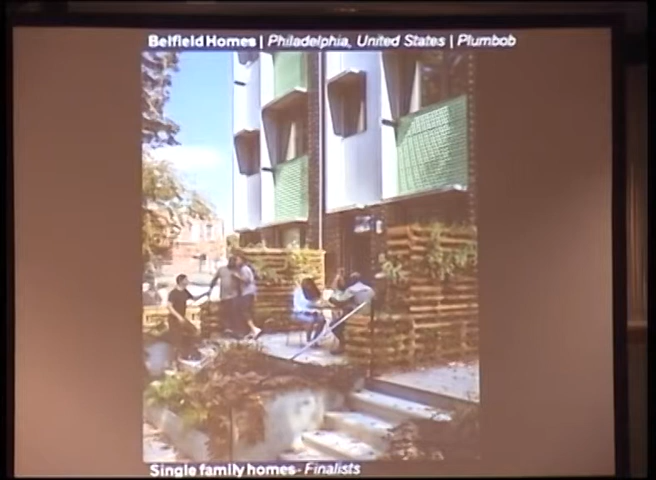 Belfield Homes | Philadelphia, United States | Plumbob
Single family homes - Finalists